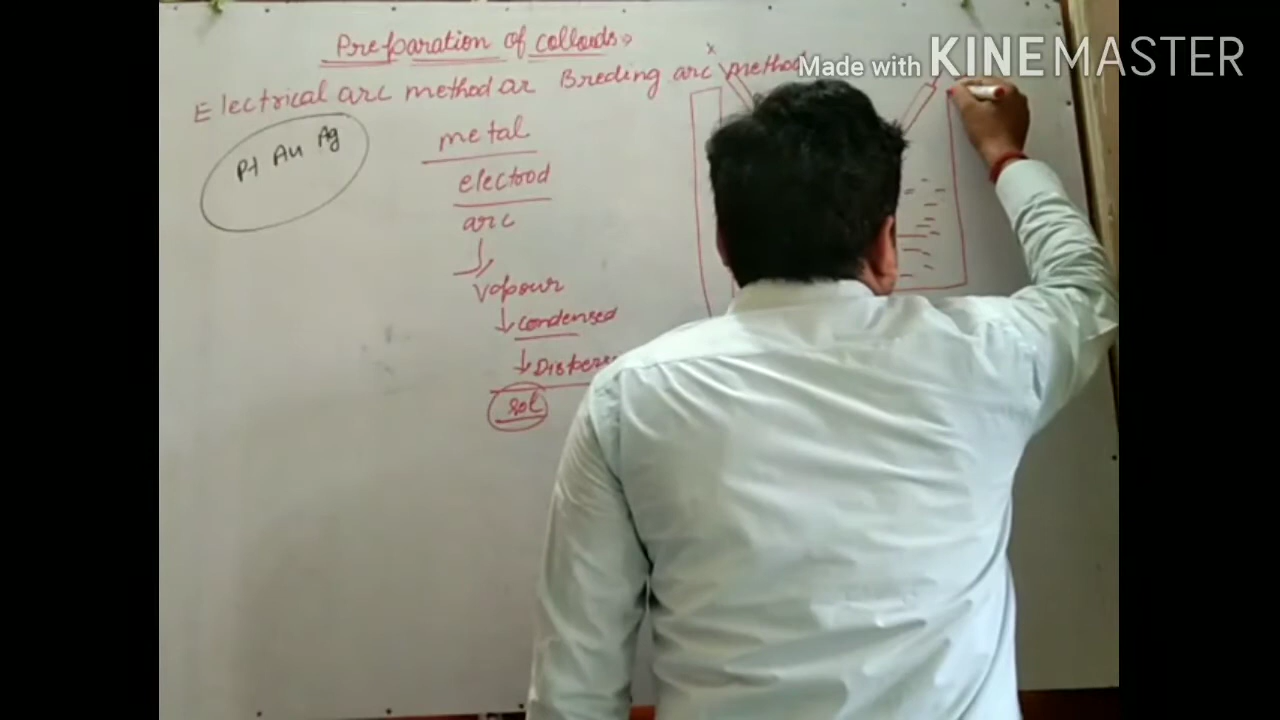 Preparation of colloids
Electrical arc method or Breding arc method
Made with KINEMASTER
Pt Au Ag
metal
electrod
arc
Vapour
Condensed
sol